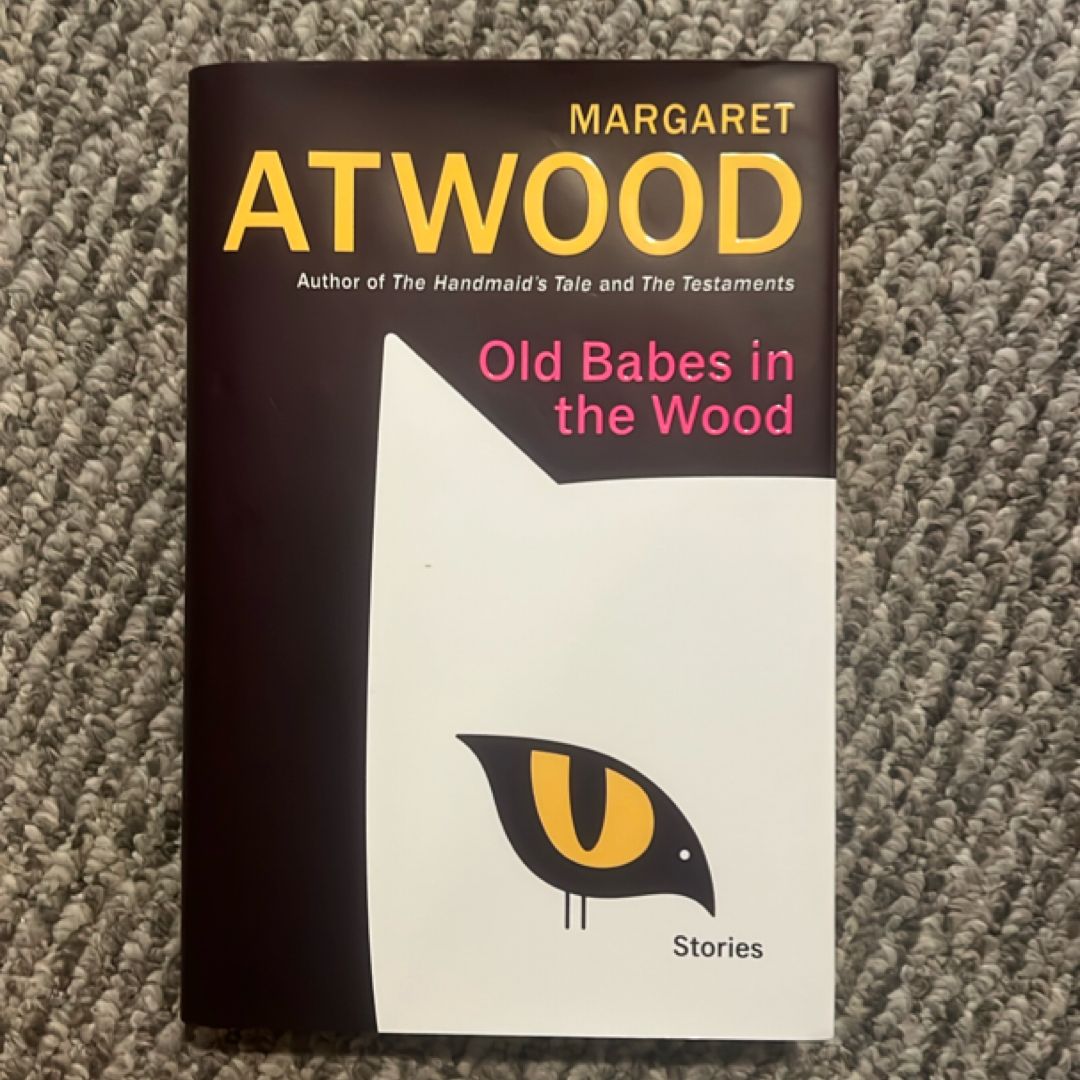 MARGARET
ATWOOD
Author of The Handmaid's Tale and The Testaments
Old Babes in
the Wood
Stories